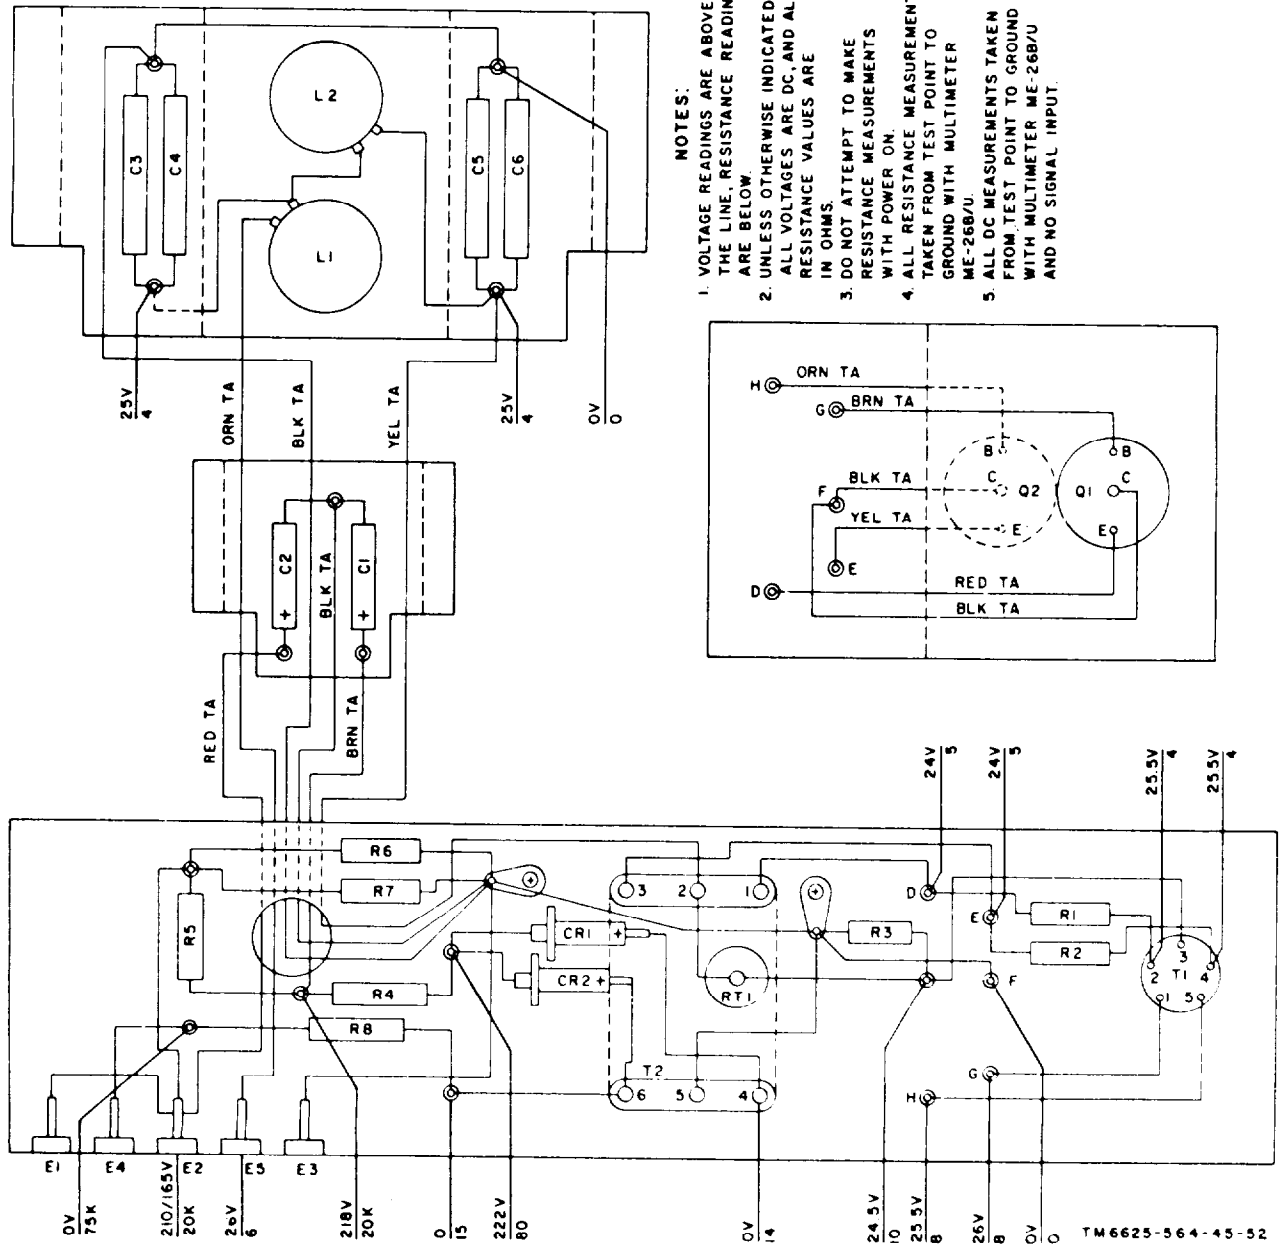 NOTES:
1. VOLTAGE READINGS ARE ABOVE
THE LINE, RESISTANCE
ARE BELOW.
2. UNLESS OTHERWISE INDICATED
ALL VOLTAGES ARE DC, AND
RESISTANCE VALUES ARE
IN OHMS.
3. DO NOT ATTEMPT TO MAKE
RESISTANCE MEASUREMENTS
WITH POWER ON.
4. ALL RESISTANCE
TAKEN FROM TEST POINT TO
GROUND WITH MULTIMETER
ME-26B/U.
5. ALL DC MEASUREMENTS TAKEN
FROM TEST POINT TO GROUND
WITH MULTIMETER ME-26B/U
AND NO SIGNAL INPUT.
L2
C3
C4
C5
C6
L1
25V
4
25V
4
0V
0
ORN TA
BLK TA
YEL TA
C2
+
BLK TA
C1
+
RED TA
BRN TA
H
ORN TA
G
BRN TA
B
B
F
BLK TA
C
Q2
Q1
C
YEL TA
E
E
E
D
RED TA
BLK TA
24V
5
24V
5
25.5V
4
25.5V
4
R6
R7
R5
+
3
2
1
+
D
E
R1
R2
CR1
+
R3
CR2
+
RT1
F
3
2
T1
4
1
5
R4
R8
T2
6
5
4
G
H
E1
E4
E2
E5
E3
0V
75K
210/165V
20K
26V
6
218V
20K
0
15
222V
80
0V
14
24.5V
10
25.5V
8
26V
8
0V
0
TM6625-564-45-52